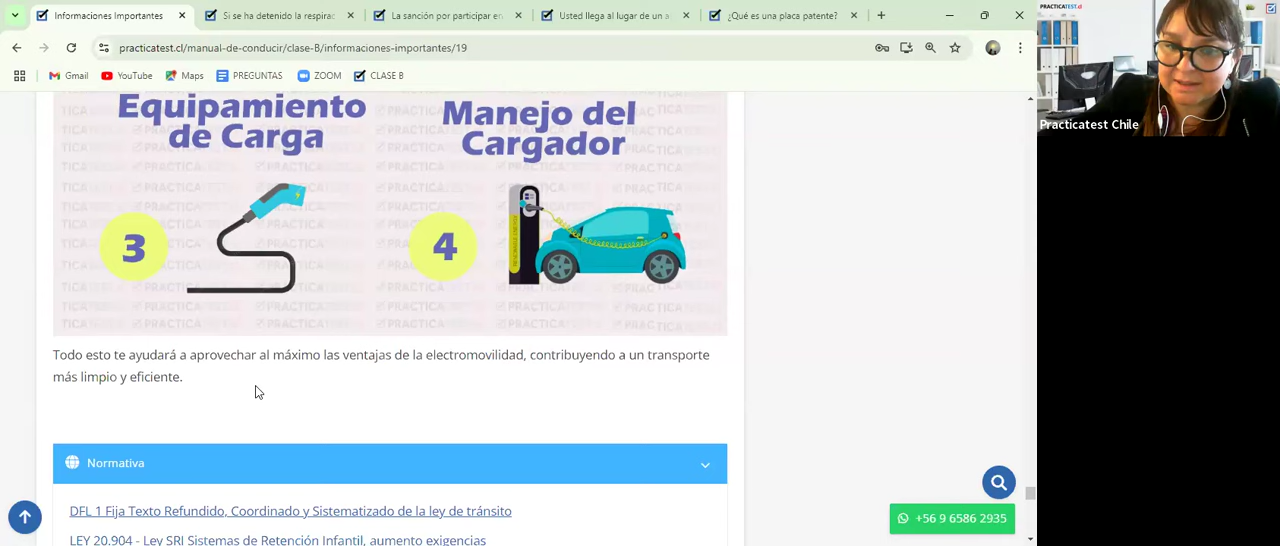 Informaciones Importantes
Si se ha detenido la respirac
La sanción por participar en
Usted llega al lugar de un a
¿Qué es una placa patente?
practicatest.cl/manual-de-conducir/clase-B/informaciones-importantes/19
Gmail
YouTube
Maps
PREGUNTAS
ZOOM
CLASE B
PRACTICATEST.cl
Practicatest Chile
Equipamiento
de Carga
Manejo del
Cargador
3
4
Todo esto te ayudará a aprovechar al máximo las ventajas de la electromovilidad, contribuyendo a un transporte
más limpio y eficiente.
Normativa
DFL 1 Fija Texto Refundido, Coordinado y Sistematizado de la ley de tránsito
LEY 20.904 - Ley SRI Sistemas de Retención Infantil, aumento exigencias
+56 9 6586 2935